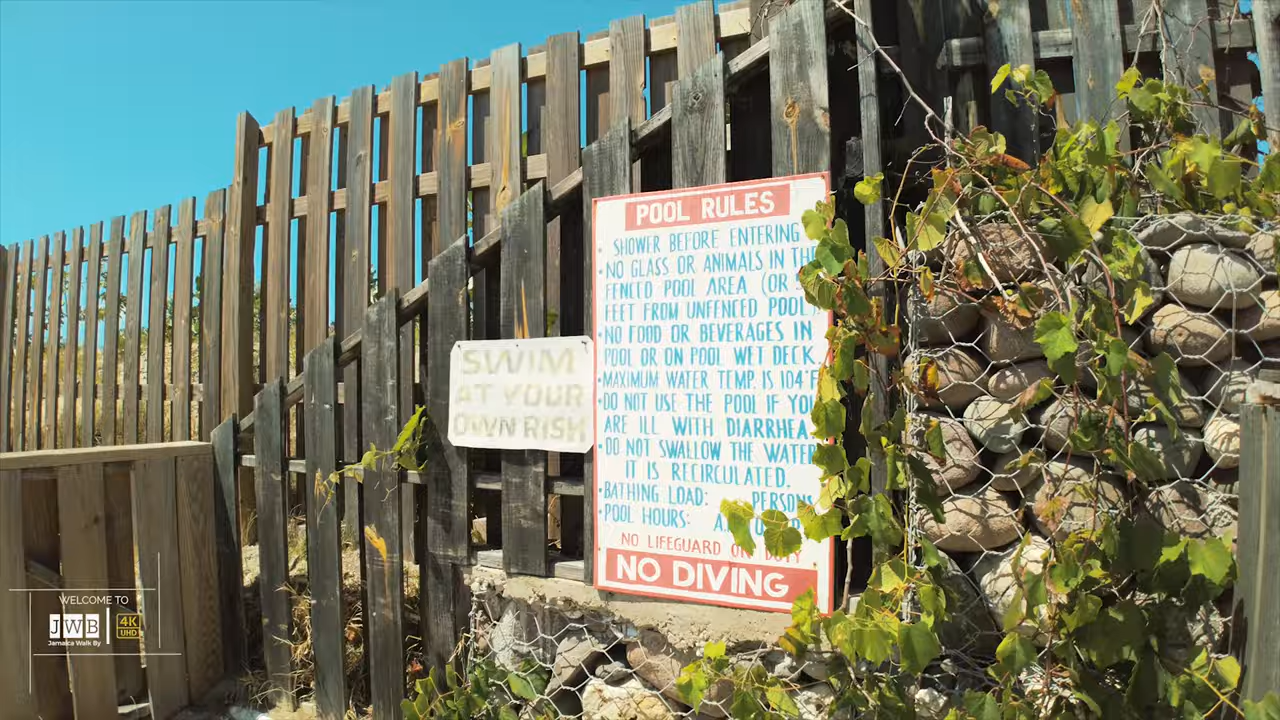 POOL RULES
SHOWER BEFORE ENTERING
• NO GLASS OR ANIMALS IN THE
FENCED POOL AREA (OR
FEET FROM UNFENCED POOL)
• NO FOOD OR BEVERAGES IN
POOL OR ON POOL WET DECK.
• MAXIMUM WATER TEMP. IS 104°F
• DO NOT USE THE POOL IF YOU
ARE ILL WITH DIARRHEA
• DO NOT SWALLOW THE WATER
IT IS RECIRCULATED.
• BATHING LOAD: PERSONS
• POOL HOURS:
NO LIFEGUARD ON DUTY
NO DIVING
SWIM
AT YOUR
OWN RISK
WELCOME TO
JWB
4K
UHD
Jamaica Walk By